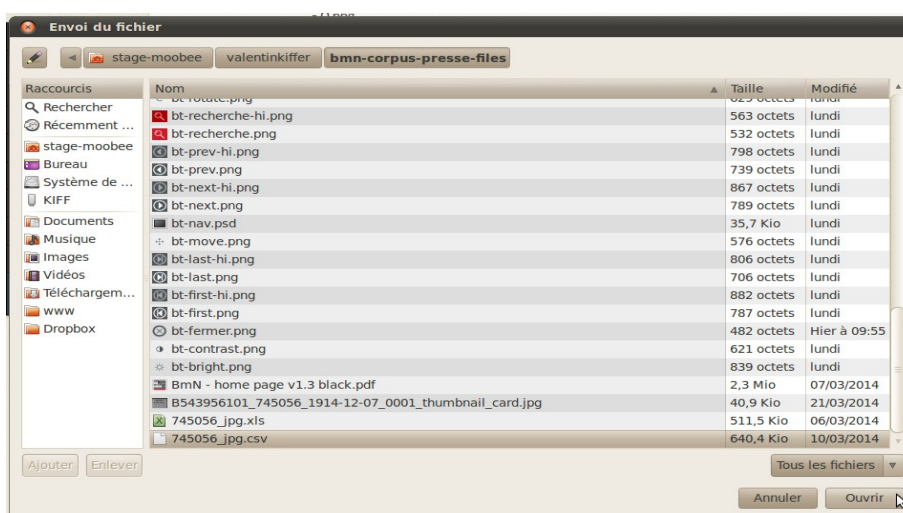 Envoi du fichier
stage-moobee valentinkiffer bmn-corpus-presse-files
Raccourcis
Rechercher
Récemment ...
stage-moobee
Bureau
Système de ...
KIFF
Documents
Musique
Images
Vidéos
Téléchargem...
www
Dropbox
Nom Taille Modifié
bt-rotate.png 629 octets lundi
bt-recherche-hi.png 563 octets lundi
bt-recherche.png 532 octets lundi
bt-prev-hi.png 798 octets lundi
bt-prev.png 739 octets lundi
bt-next-hi.png 867 octets lundi
bt-next.png 789 octets lundi
bt-nav.psd 35,7 Kio lundi
bt-move.png 576 octets lundi
bt-last-hi.png 806 octets lundi
bt-last.png 706 octets lundi
bt-first-hi.png 882 octets lundi
bt-first.png 787 octets lundi
bt-fermer.png 482 octets Hier à 09:55
bt-contrast.png 621 octets lundi
bt-bright.png 839 octets lundi
BmN - home page v1.3 black.pdf 2,3 Mio 07/03/2014
B543956101_745056_1914-12-07_0001_thumbnail_card.jpg 40,9 Kio 21/03/2014
745056_jpg.xls 511,5 Kio 06/03/2014
745056_jpg.csv 640,4 Kio 10/03/2014
Ajouter Enlever
Tous les fichiers
Annuler Ouvrir